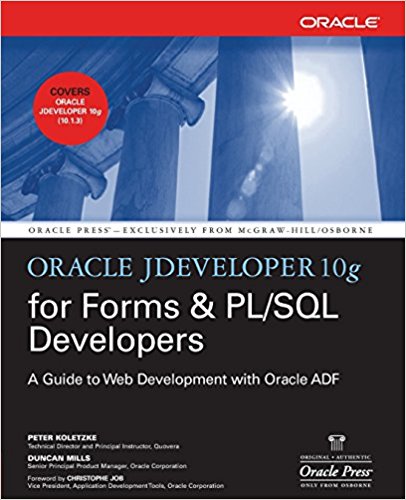 ORACLE
COVERS
ORACLE
JDEVELOPER 10g
(10.1.3)
ORACLE PRESS™—EXCLUSIVELY FROM McGRAW-HILL/OSBORNE
ORACLE JDEVELOPER 10g
for Forms & PL/SQL
Developers
A Guide to Web Development with Oracle ADF
PETER KOLETZKE
Technical Director and Principal Instructor, Quovera
DUNCAN MILLS
Senior Principal Product Manager, Oracle Corporation
Foreword by CHRISTOPHE JOB
Vice President, Application Development Tools, Oracle Corporation
ORIGINAL • AUTHENTIC
Oracle Press™
ONLY FROM OSBORNE